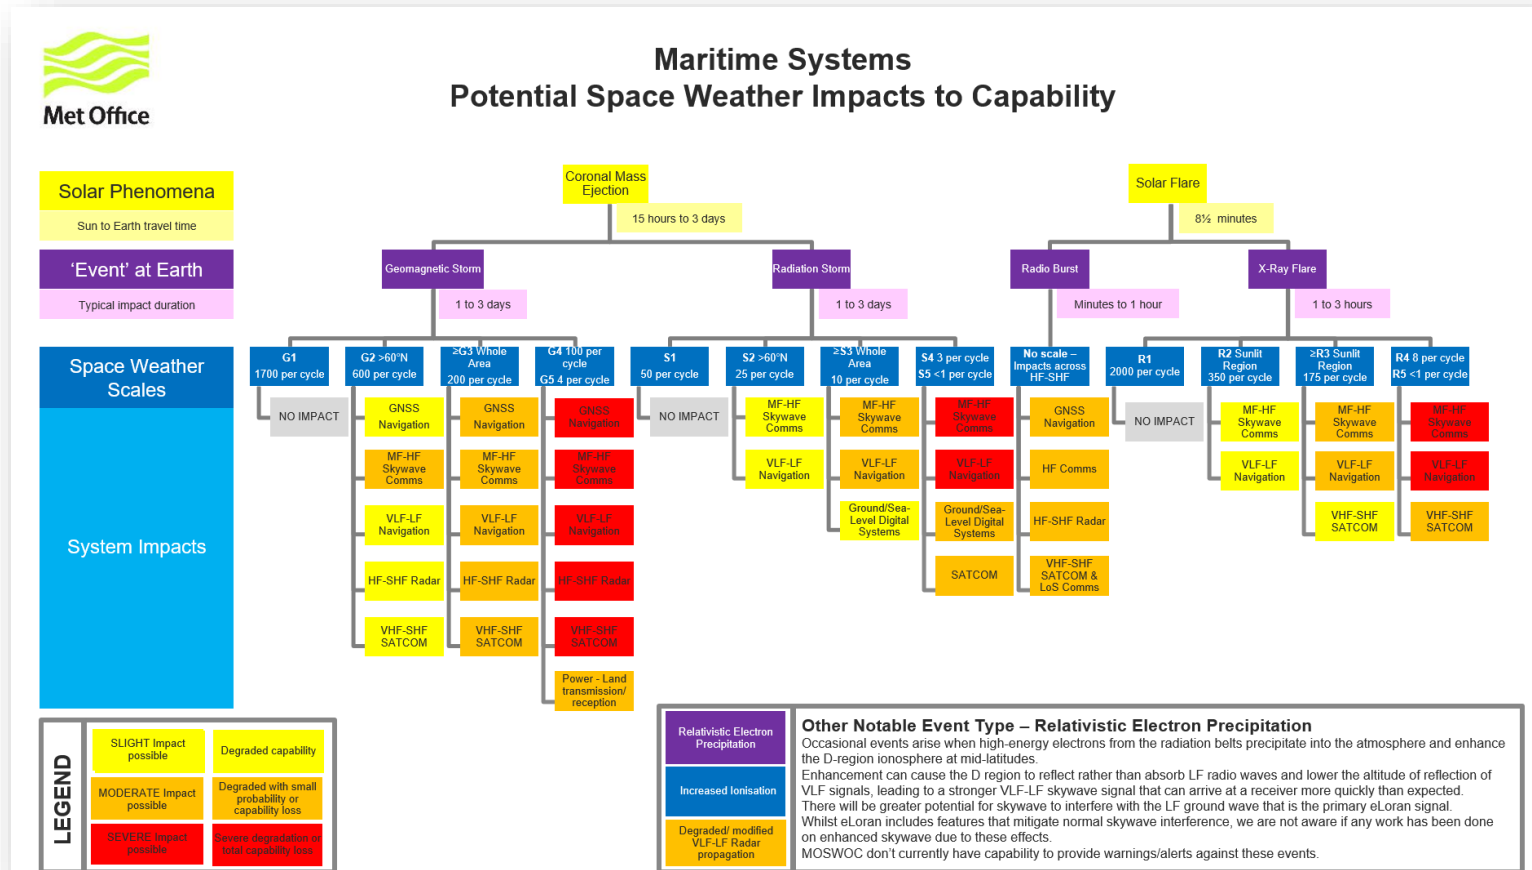 Met Office
Maritime Systems
Potential Space Weather Impacts to Capability
Solar Phenomena
Sun to Earth travel time
Coronal Mass
Ejection
15 hours to 3 days
Solar Flare
8½ minutes
‘Event’ at Earth
Typical impact duration
Geomagnetic Storm
1 to 3 days
Radiation Storm
1 to 3 days
Radio Burst
Minutes to 1 hour
X-Ray Flare
1 to 3 hours
Space Weather
Scales
G1
1700 per cycle
G2 >60°N
600 per cycle
≥G3 Whole
Area
200 per cycle
G4 100 per
cycle
G5 4 per cycle
S1
50 per cycle
S2 >60°N
25 per cycle
≥S3 Whole
Area
10 per cycle
S4 3 per cycle
S5 <1 per cycle
No scale –
Impacts across
HF-SHF
R1
2000 per cycle
R2 Sunlit
Region
350 per cycle
≥R3 Sunlit
Region
175 per cycle
R4 8 per cycle
R5 <1 per cycle
System Impacts
NO IMPACT
GNSS
Navigation
MF-HF
Skywave
Comms
VLF-LF
Navigation
HF-SHF Radar
VHF-SHF
SATCOM
GNSS
Navigation
MF-HF
Skywave
Comms
VLF-LF
Navigation
HF-SHF Radar
VHF-SHF
SATCOM
GNSS
Navigation
MF-HF
Skywave
Comms
VLF-LF
Navigation
HF-SHF Radar
VHF-SHF
SATCOM
Power - Land
transmission/
reception
NO IMPACT
MF-HF
Skywave
Comms
VLF-LF
Navigation
MF-HF
Skywave
Comms
VLF-LF
Navigation
Ground/Sea-
Level Digital
Systems
MF-HF
Skywave
Comms
VLF-LF
Navigation
Ground/Sea-
Level Digital
Systems
SATCOM
GNSS
Navigation
HF Comms
HF-SHF Radar
VHF-SHF
SATCOM &
LoS Comms
NO IMPACT
MF-HF
Skywave
Comms
VLF-LF
Navigation
MF-HF
Skywave
Comms
VLF-LF
Navigation
VHF-SHF
SATCOM
MF-HF
Skywave
Comms
VLF-LF
Navigation
VHF-SHF
SATCOM
LEGEND
SLIGHT Impact
possible
Degraded capability
MODERATE Impact
possible
Degraded with small
probability or
capability loss
SEVERE Impact
possible
Severe degradation or
total capability loss
Relativistic Electron
Precipitation
Increased Ionisation
Degraded/ modified
VLF-LF Radar
propagation
Other Notable Event Type – Relativistic Electron Precipitation
Occasional events arise when high-energy electrons from the radiation belts precipitate into the atmosphere and enhance
the D-region ionosphere at mid-latitudes.
Enhancement can cause the D region to reflect rather than absorb LF radio waves and lower the altitude of reflection of
VLF signals, leading to a stronger VLF-LF skywave signal that can arrive at a receiver more quickly than expected.
There will be greater potential for skywave to interfere with the LF ground wave that is the primary eLoran signal.
Whilst eLoran includes features that mitigate normal skywave interference, we are not aware if any work has been done
on enhanced skywave due to these effects.
MOSWOC don’t currently have capability to provide warnings/alerts against these events.